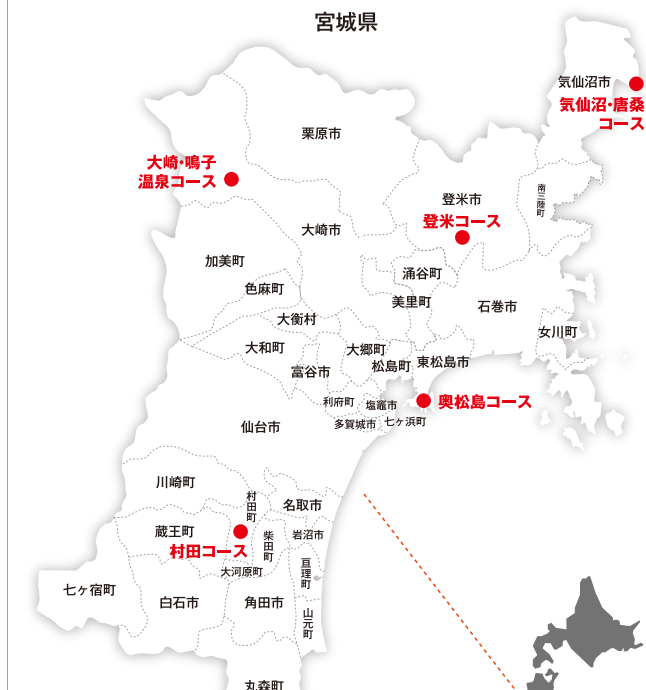 宮城県
気仙沼市
気仙沼・唐桑
コース
栗原市
大崎・鳴子
温泉コース
南三陸町
登米市
登米コース
大崎市
加美町
涌谷町
色麻町
美里町
石巻市
大衡村
女川町
大和町
大郷町
松島町
東松島市
富谷市
利府町
塩竈市
奥松島コース
多賀城市
七ヶ浜町
仙台市
川崎町
村田町
名取市
蔵王町
柴田町
岩沼市
村田コース
大河原町
亘理町
七ヶ宿町
白石市
角田市
山元町
丸森町